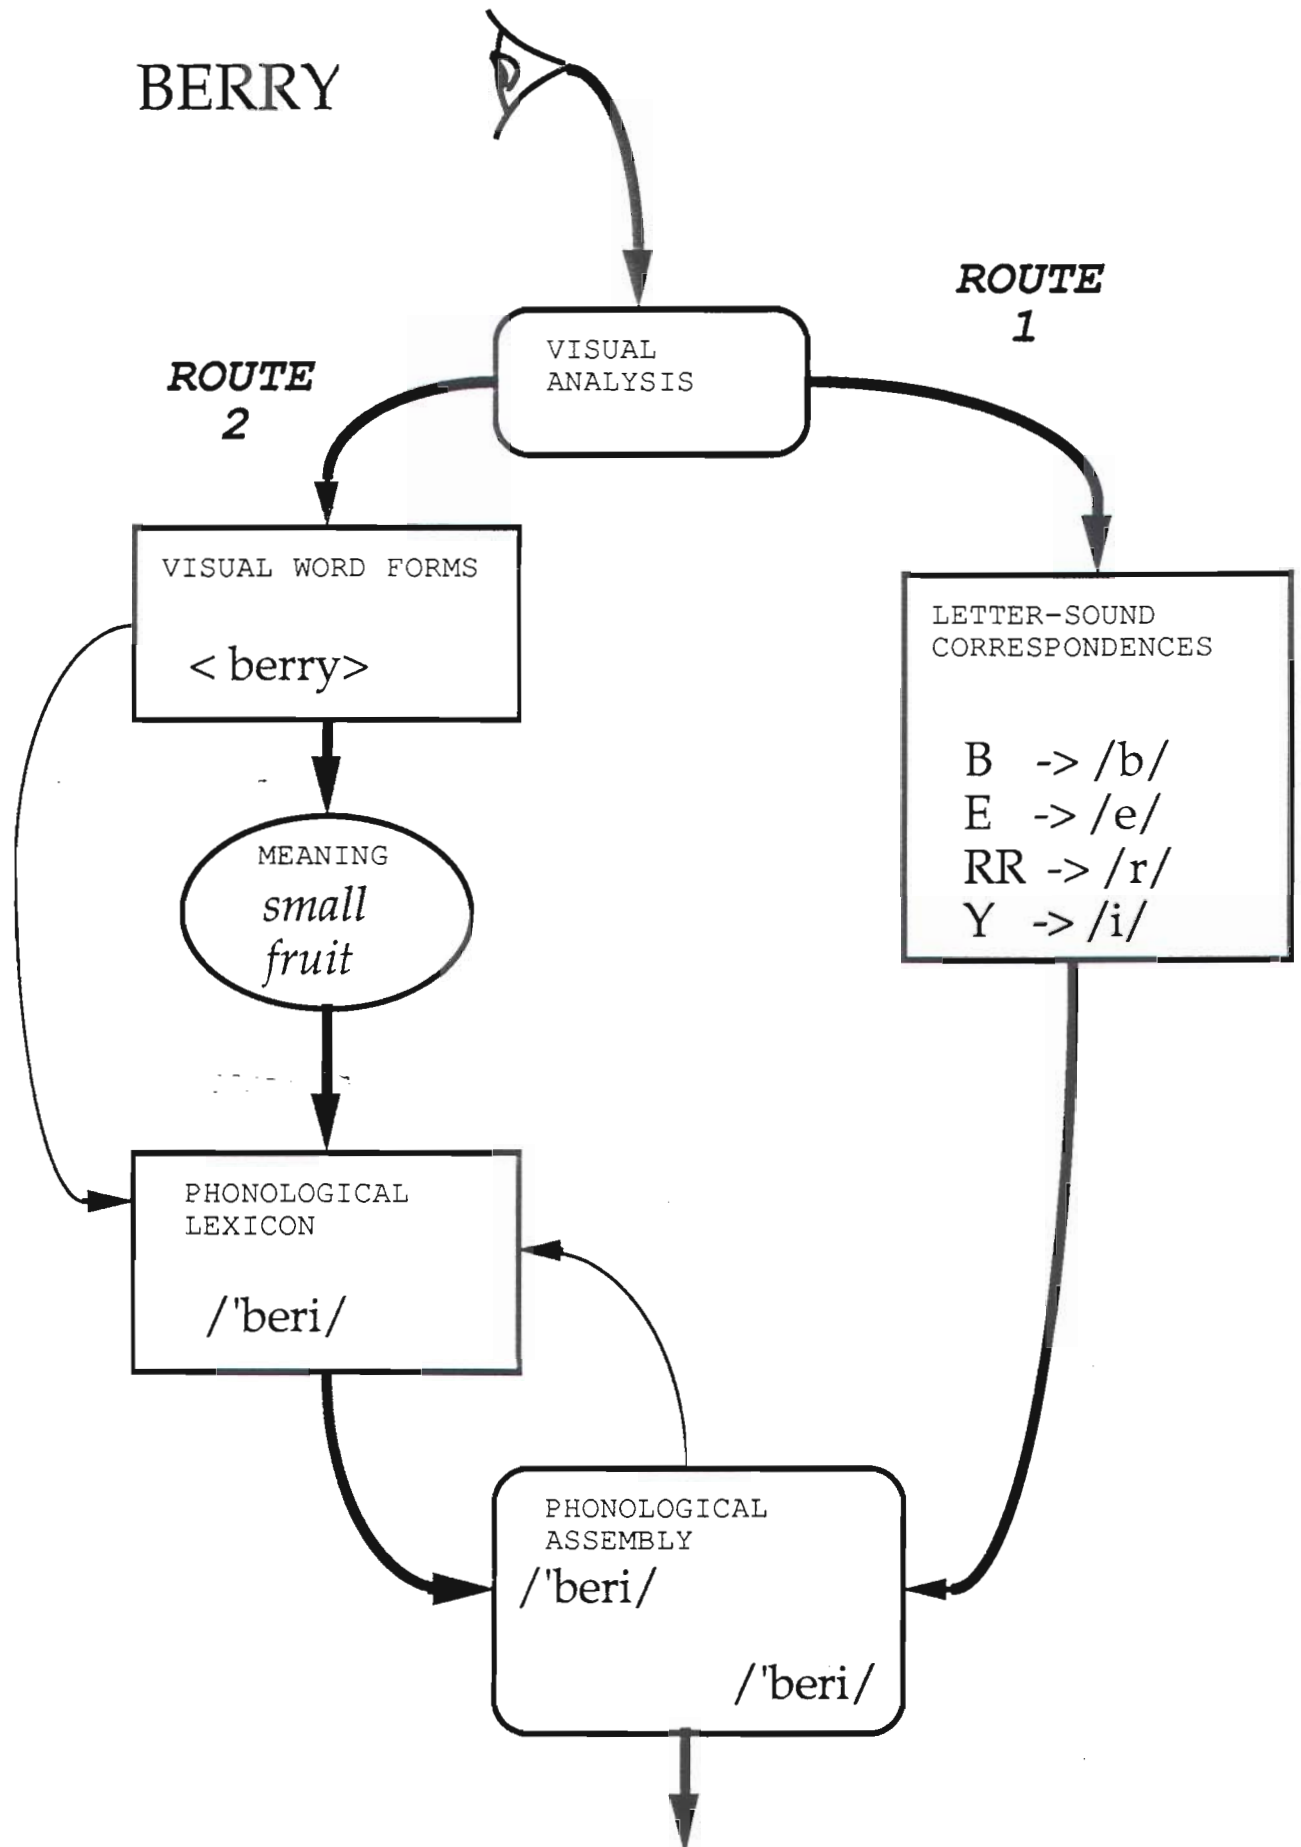 BERRY
ROUTE
1
VISUAL
ANALYSIS
ROUTE
2
VISUAL WORD FORMS
< berry>
LETTER-SOUND
CORRESPONDENCES
B -> /b/
E -> /e/
RR -> /r/
Y -> /i/
MEANING
small
fruit
PHONOLOGICAL
LEXICON
/'beri/
PHONOLOGICAL
ASSEMBLY
/'beri/
/'beri/